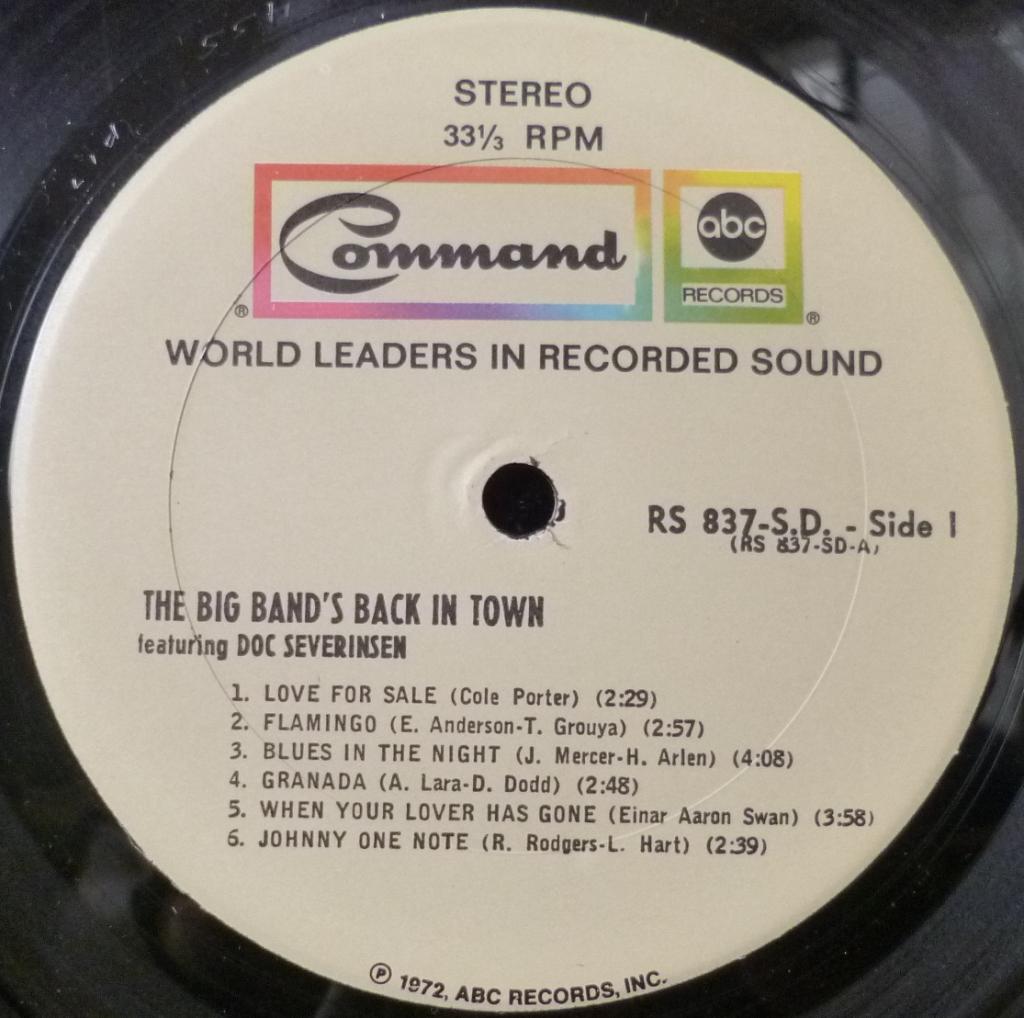 STEREO
33⅓ RPM
Command
abc
RECORDS
®
®
WORLD LEADERS IN RECORDED SOUND
RS 837-S.D. - Side 1
(RS 837-SD-A)
THE BIG BAND'S BACK IN TOWN
featuring DOC SEVERINSEN
1. LOVE FOR SALE (Cole Porter) (2:29)
2. FLAMINGO (E. Anderson-T. Grouya) (2:57)
3. BLUES IN THE NIGHT (J. Mercer-H. Arlen) (4:08)
4. GRANADA (A. Lara-D. Dodd) (2:48)
5. WHEN YOUR LOVER HAS GONE (Einar Aaron Swan) (3:58)
6. JOHNNY ONE NOTE (R. Rodgers-L. Hart) (2:39)
℗ 1972, ABC RECORDS, INC.